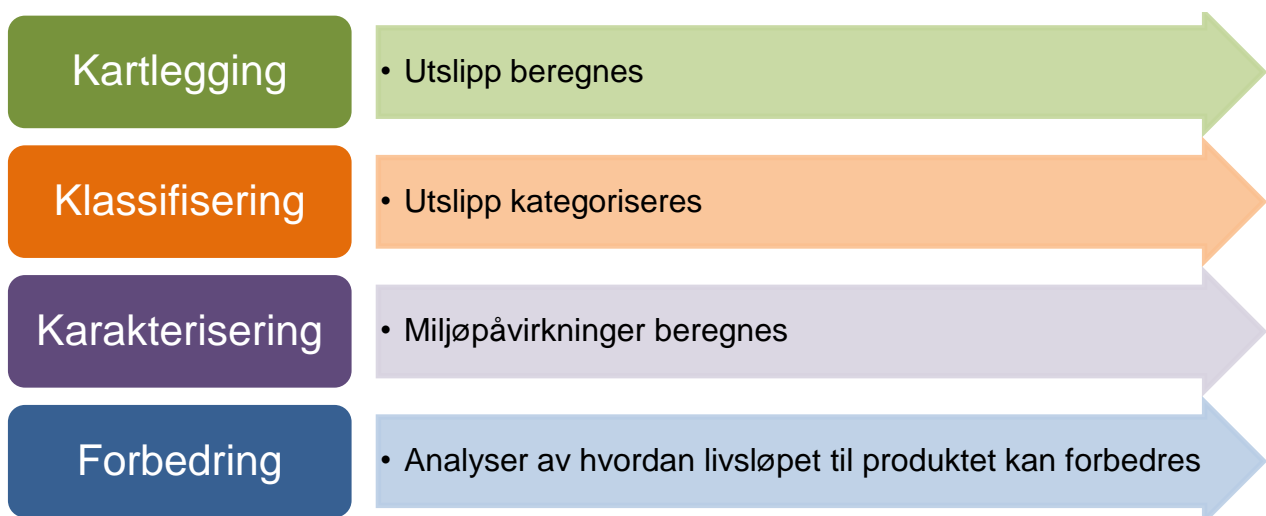 Kartlegging
• Utslipp beregnes
Klassifisering
• Utslipp kategoriseres
Karakterisering
• Miljøpåvirkninger beregnes
Forbedring
• Analyser av hvordan livsløpet til produktet kan forbedres